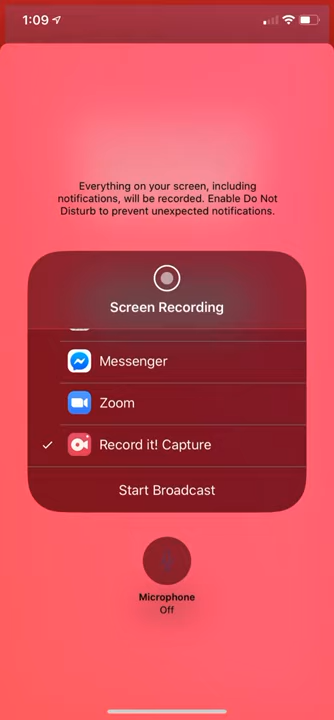 1:09
Everything on your screen, including
notifications, will be recorded. Enable Do Not
Disturb to prevent unexpected notifications.
Screen Recording
Messenger
Zoom
Record it! Capture
Start Broadcast
Microphone
Off